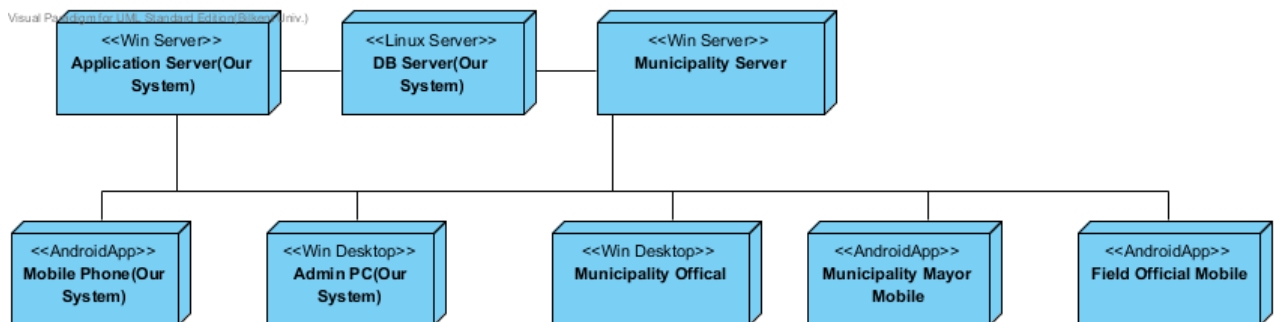 Visual Paradigm for UML Standard Edition(Bilkent Univ.)
<<Win Server>>
Application Server(Our
System)
<<Linux Server>>
DB Server(Our
System)
<<Win Server>>
Municipality Server
<<AndroidApp>>
Mobile Phone(Our
System)
<<Win Desktop>>
Admin PC(Our
System)
<<Win Desktop>>
Municipality Offical
<<AndroidApp>>
Municipality Mayor
Mobile
<<AndroidApp>>
Field Official Mobile